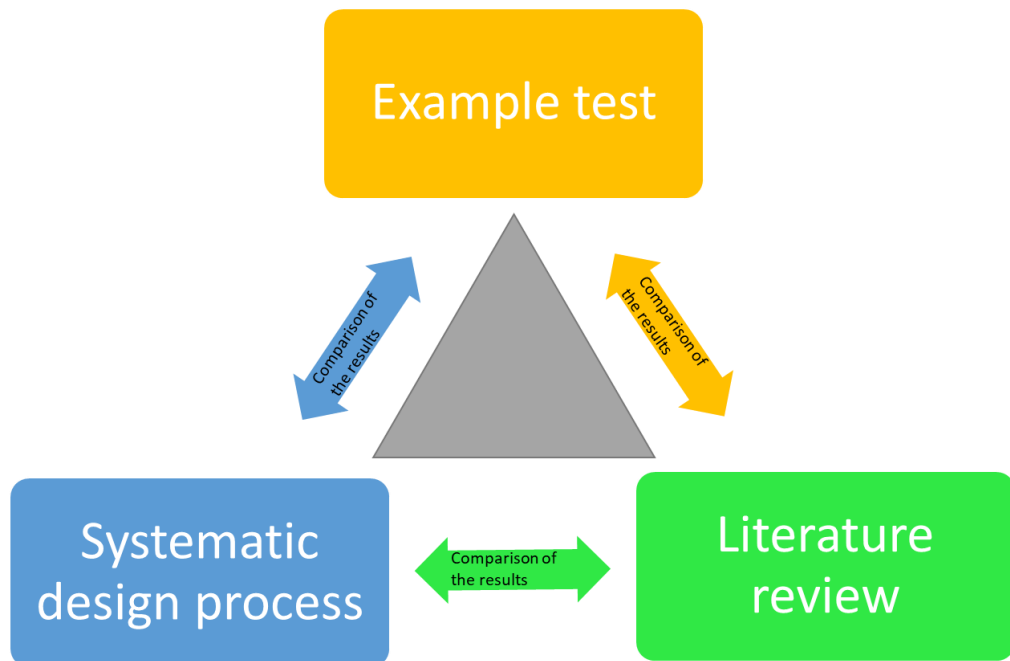 Example test
Comparison of
the results
Comparison of
the results
Systematic
design process
Comparison of
the results
Literature
review